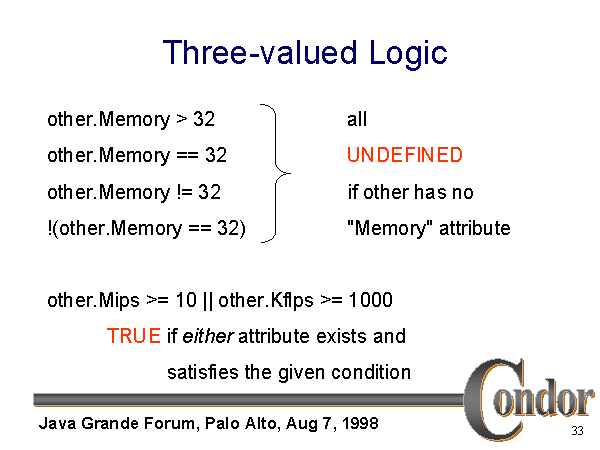 Three-valued Logic
other.Memory > 32 all
other.Memory == 32 UNDEFINED
other.Memory != 32 if other has no
!(other.Memory == 32) "Memory" attribute
other.Mips >= 10 || other.Kflps >= 1000
TRUE if either attribute exists and
satisfies the given condition
Condor
Java Grande Forum, Palo Alto, Aug 7, 1998
33